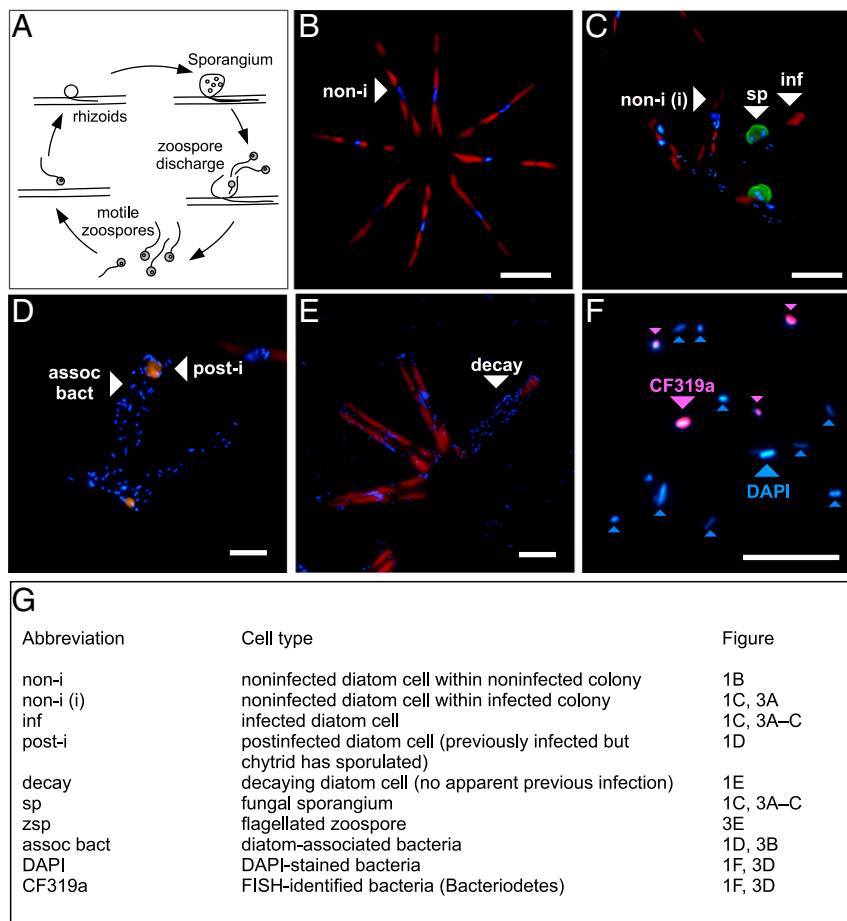 A
Sporangium
rhizoids
zoospore
discharge
motile
zoospores
B
non-i
C
non-i (i)
sp
inf
D
assoc
bact
post-i
E
decay
F
CF319a
DAPI
G
Abbreviation Cell type Figure
non-i noninfected diatom cell within noninfected colony 1B
non-i (i) noninfected diatom cell within infected colony 1C, 3A
inf infected diatom cell 1C, 3A–C
post-i postinfected diatom cell (previously infected but 1D
chytrid has sporulated)
decay decaying diatom cell (no apparent previous infection) 1E
sp fungal sporangium 1C, 3A–C
zsp flagellated zoospore 3E
assoc bact diatom-associated bacteria 1D, 3B
DAPI DAPI-stained bacteria 1F, 3D
CF319a FISH-identified bacteria (Bacteriodetes) 1F, 3D